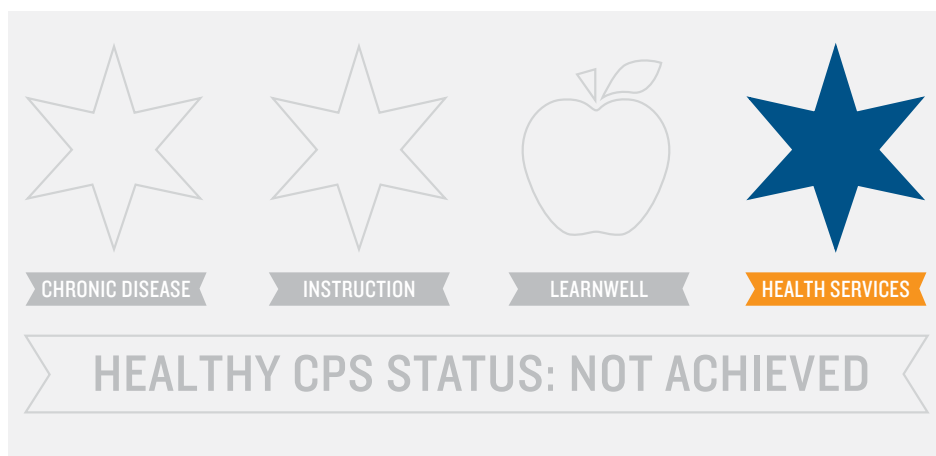 CHRONIC DISEASE
INSTRUCTION
LEARNWELL
HEALTH SERVICES
HEALTHY CPS STATUS: NOT ACHIEVED